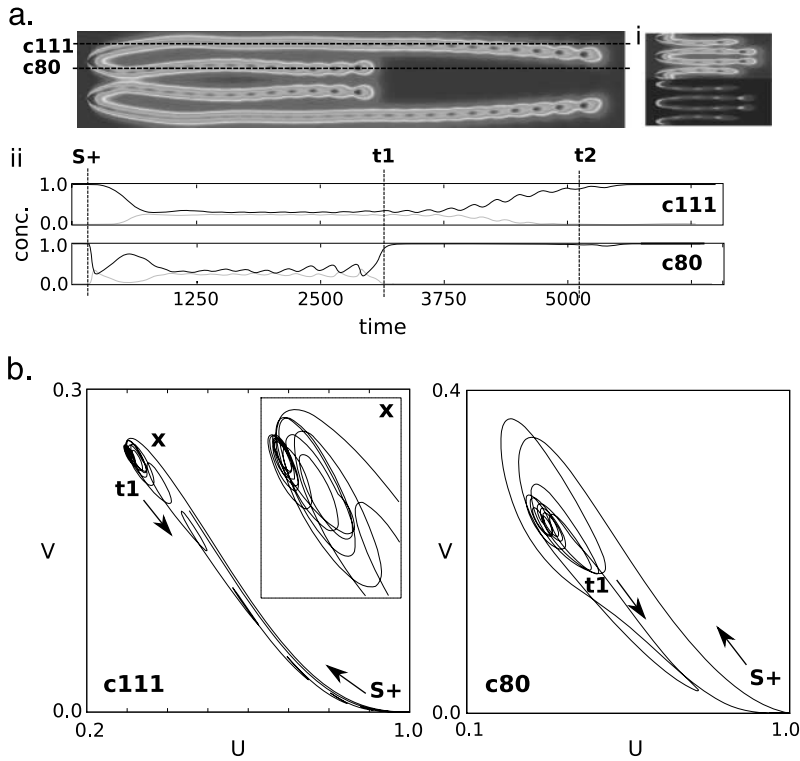 a.
c111
c80
i
ii
S+ t1 t2
1.0
0.0
c111
conc.
1.0
0.0
c80
1250 2500 3750 5000
time
b.
0.3
x
x
t1
V
S+
c111
0.0
0.2 1.0
U
0.4
V
t1
S+
c80
0.0
0.1 1.0
U